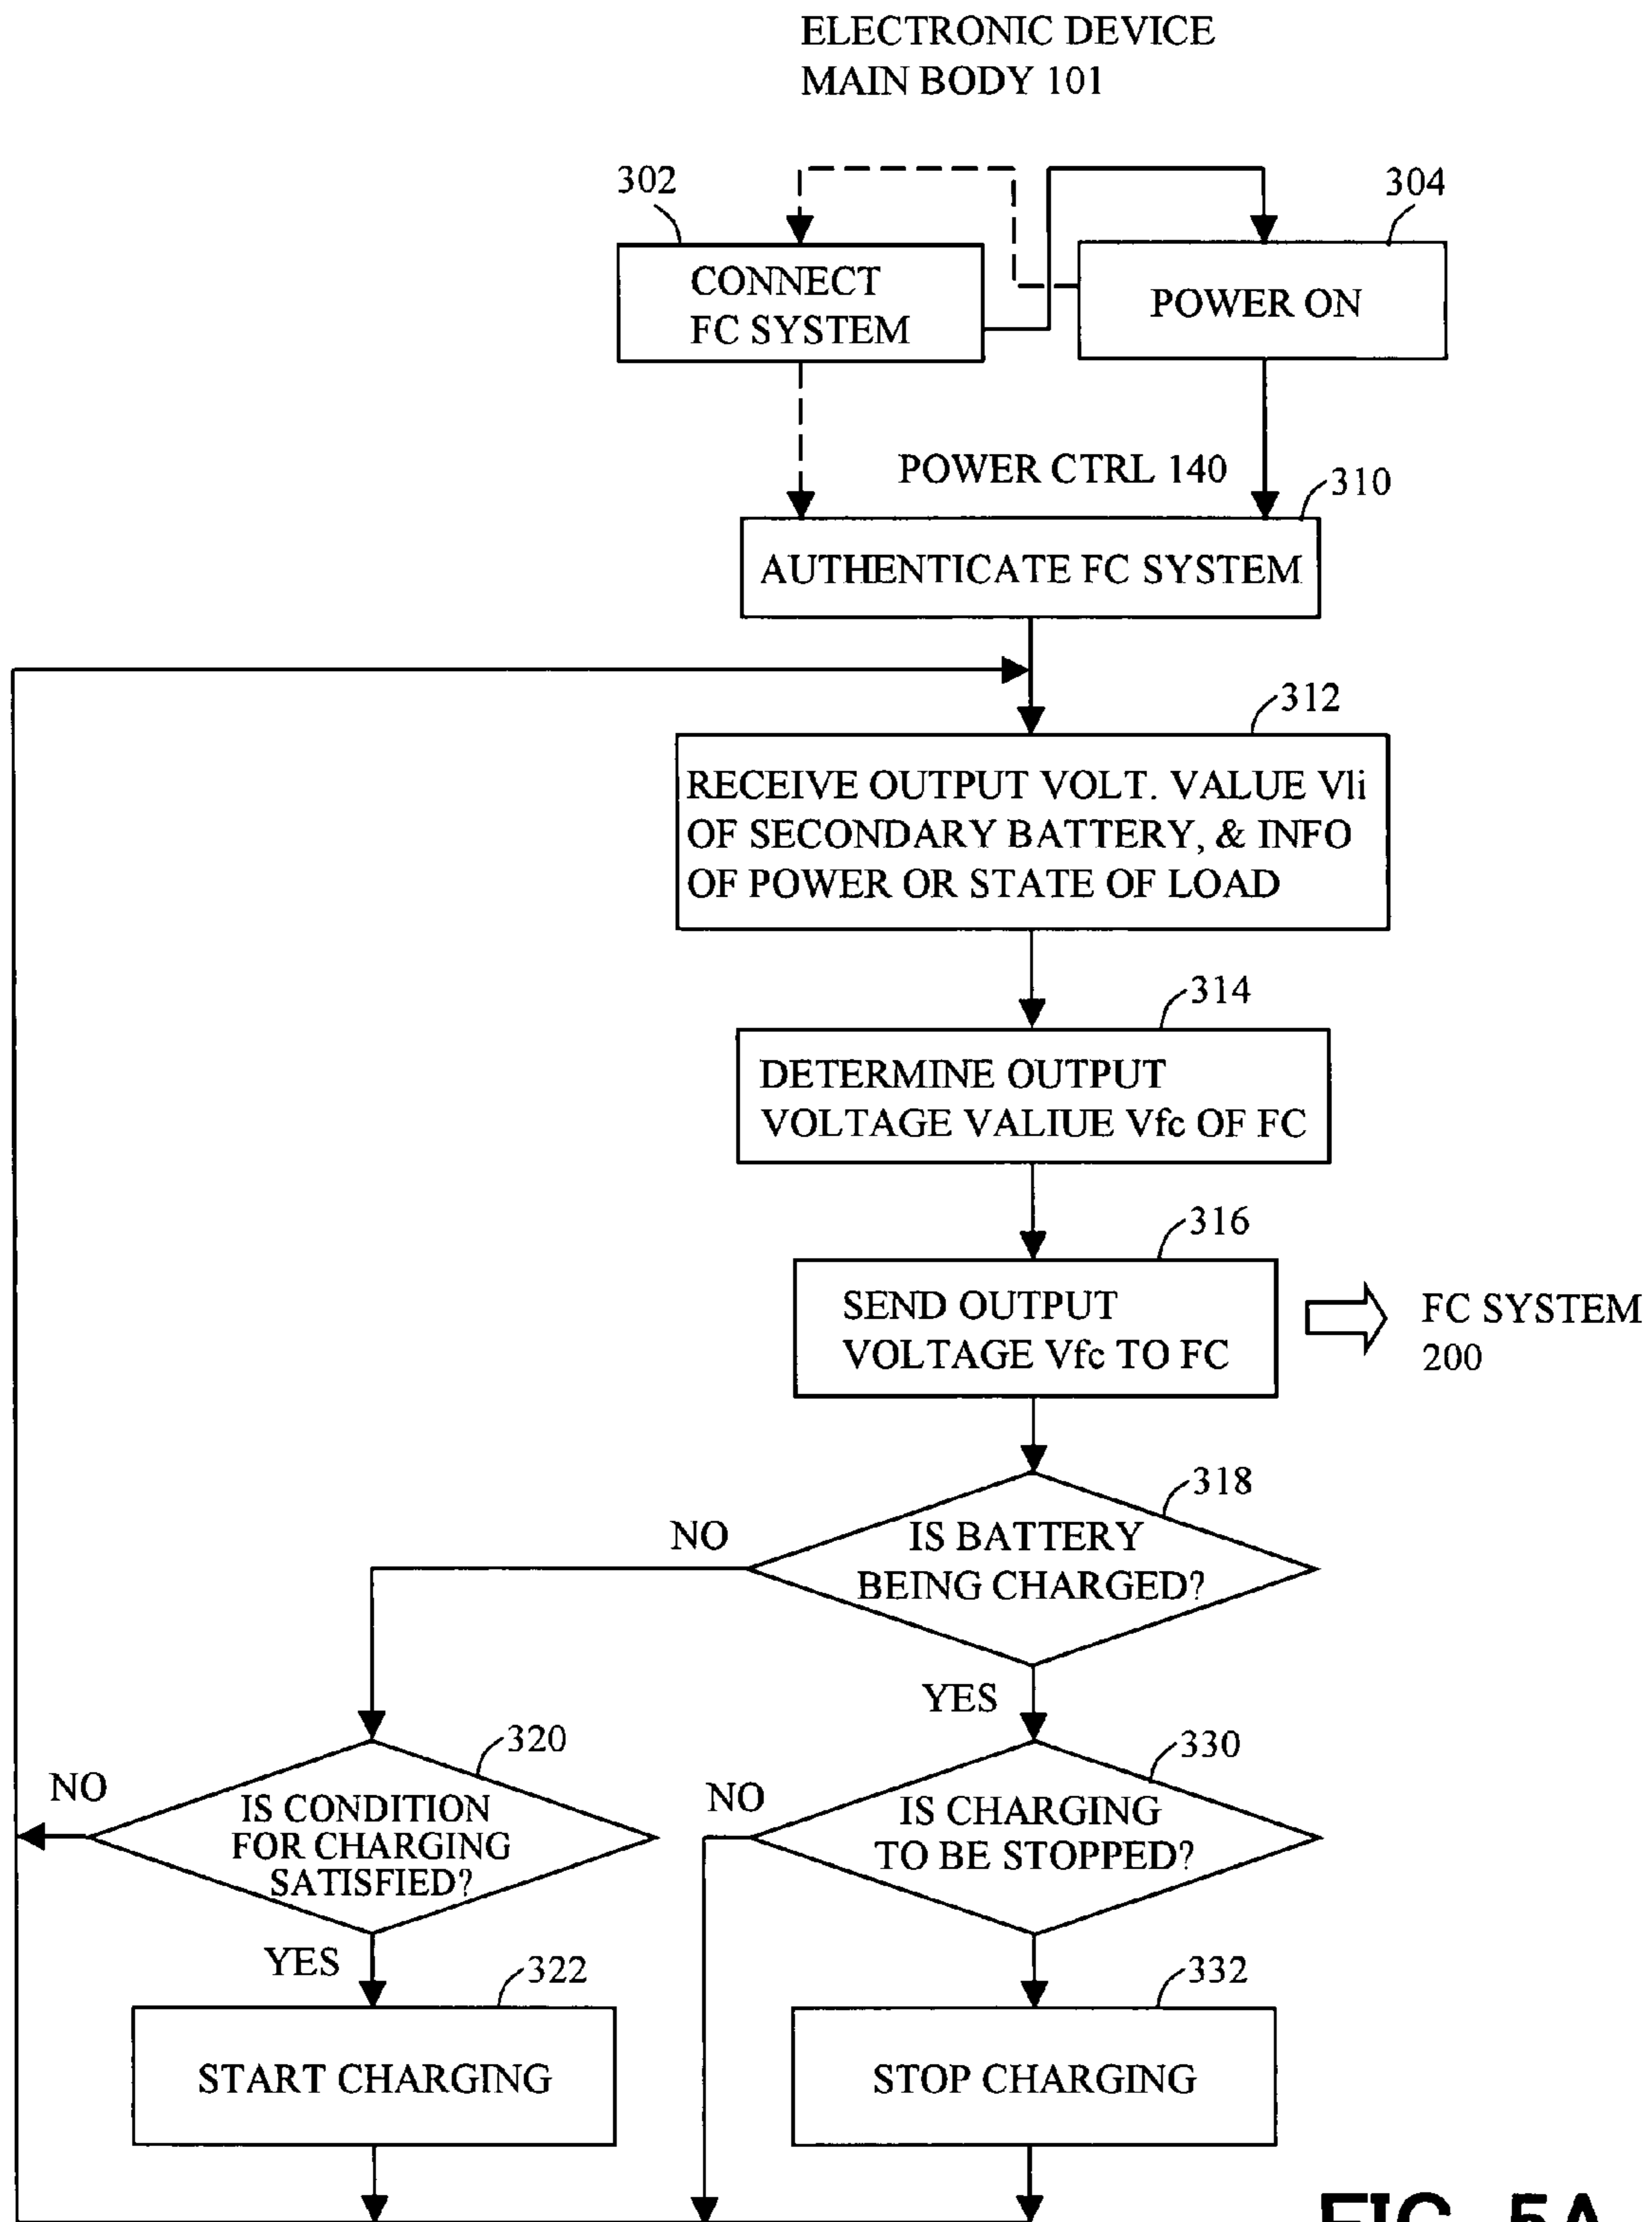 ELECTRONIC DEVICE
MAIN BODY 101
302
304
CONNECT
FC SYSTEM
POWER ON
POWER CTRL 140
310
AUTHENTICATE FC SYSTEM
312
RECEIVE OUTPUT VOLT. VALUE Vli
OF SECONDARY BATTERY, & INFO
OF POWER OR STATE OF LOAD
314
DETERMINE OUTPUT
VOLTAGE VALIUE Vfc OF FC
316
SEND OUTPUT
VOLTAGE Vfc TO FC
FC SYSTEM
200
318
NO
IS BATTERY
BEING CHARGED?
YES
320
330
NO
IS CONDITION
FOR CHARGING
SATISFIED?
NO
IS CHARGING
TO BE STOPPED?
YES
322
332
START CHARGING
STOP CHARGING
FIG. 5A